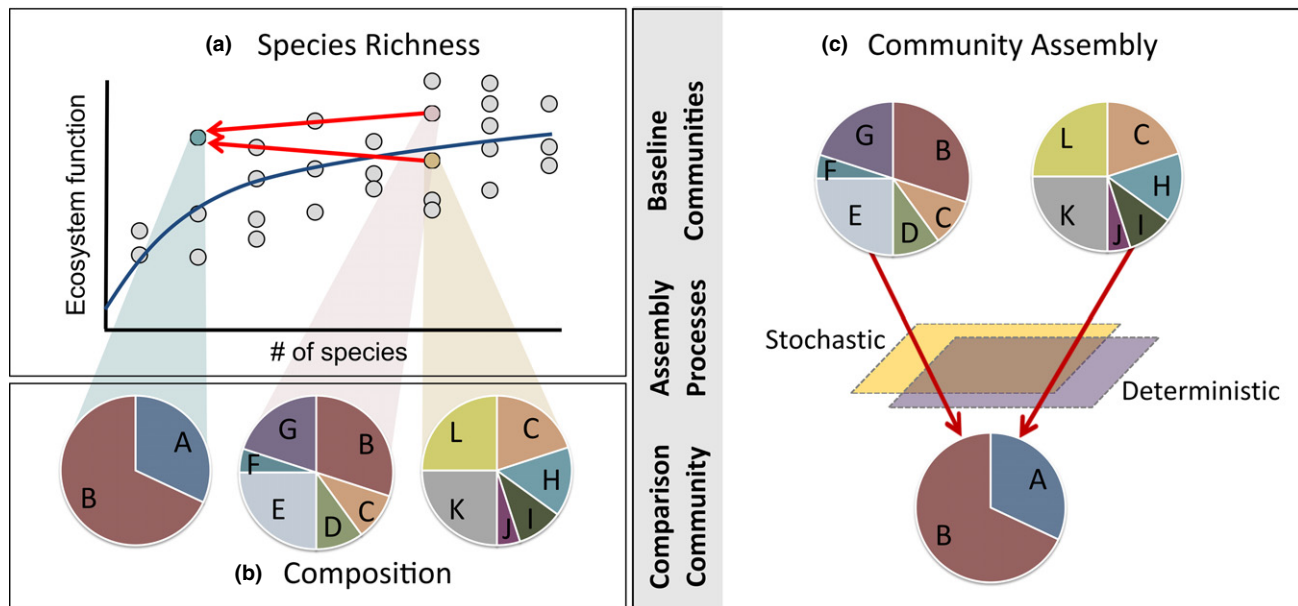 (a) Species Richness
Ecosystem function
# of species
G
B
F
E
D
C
L
C
K
H
J
I
A
B
(b) Composition
Baseline
Communities
Assembly
Processes
Comparison
Community
(c) Community Assembly
G
B
F
E
D
C
L
C
K
H
J
I
Stochastic
Deterministic
A
B